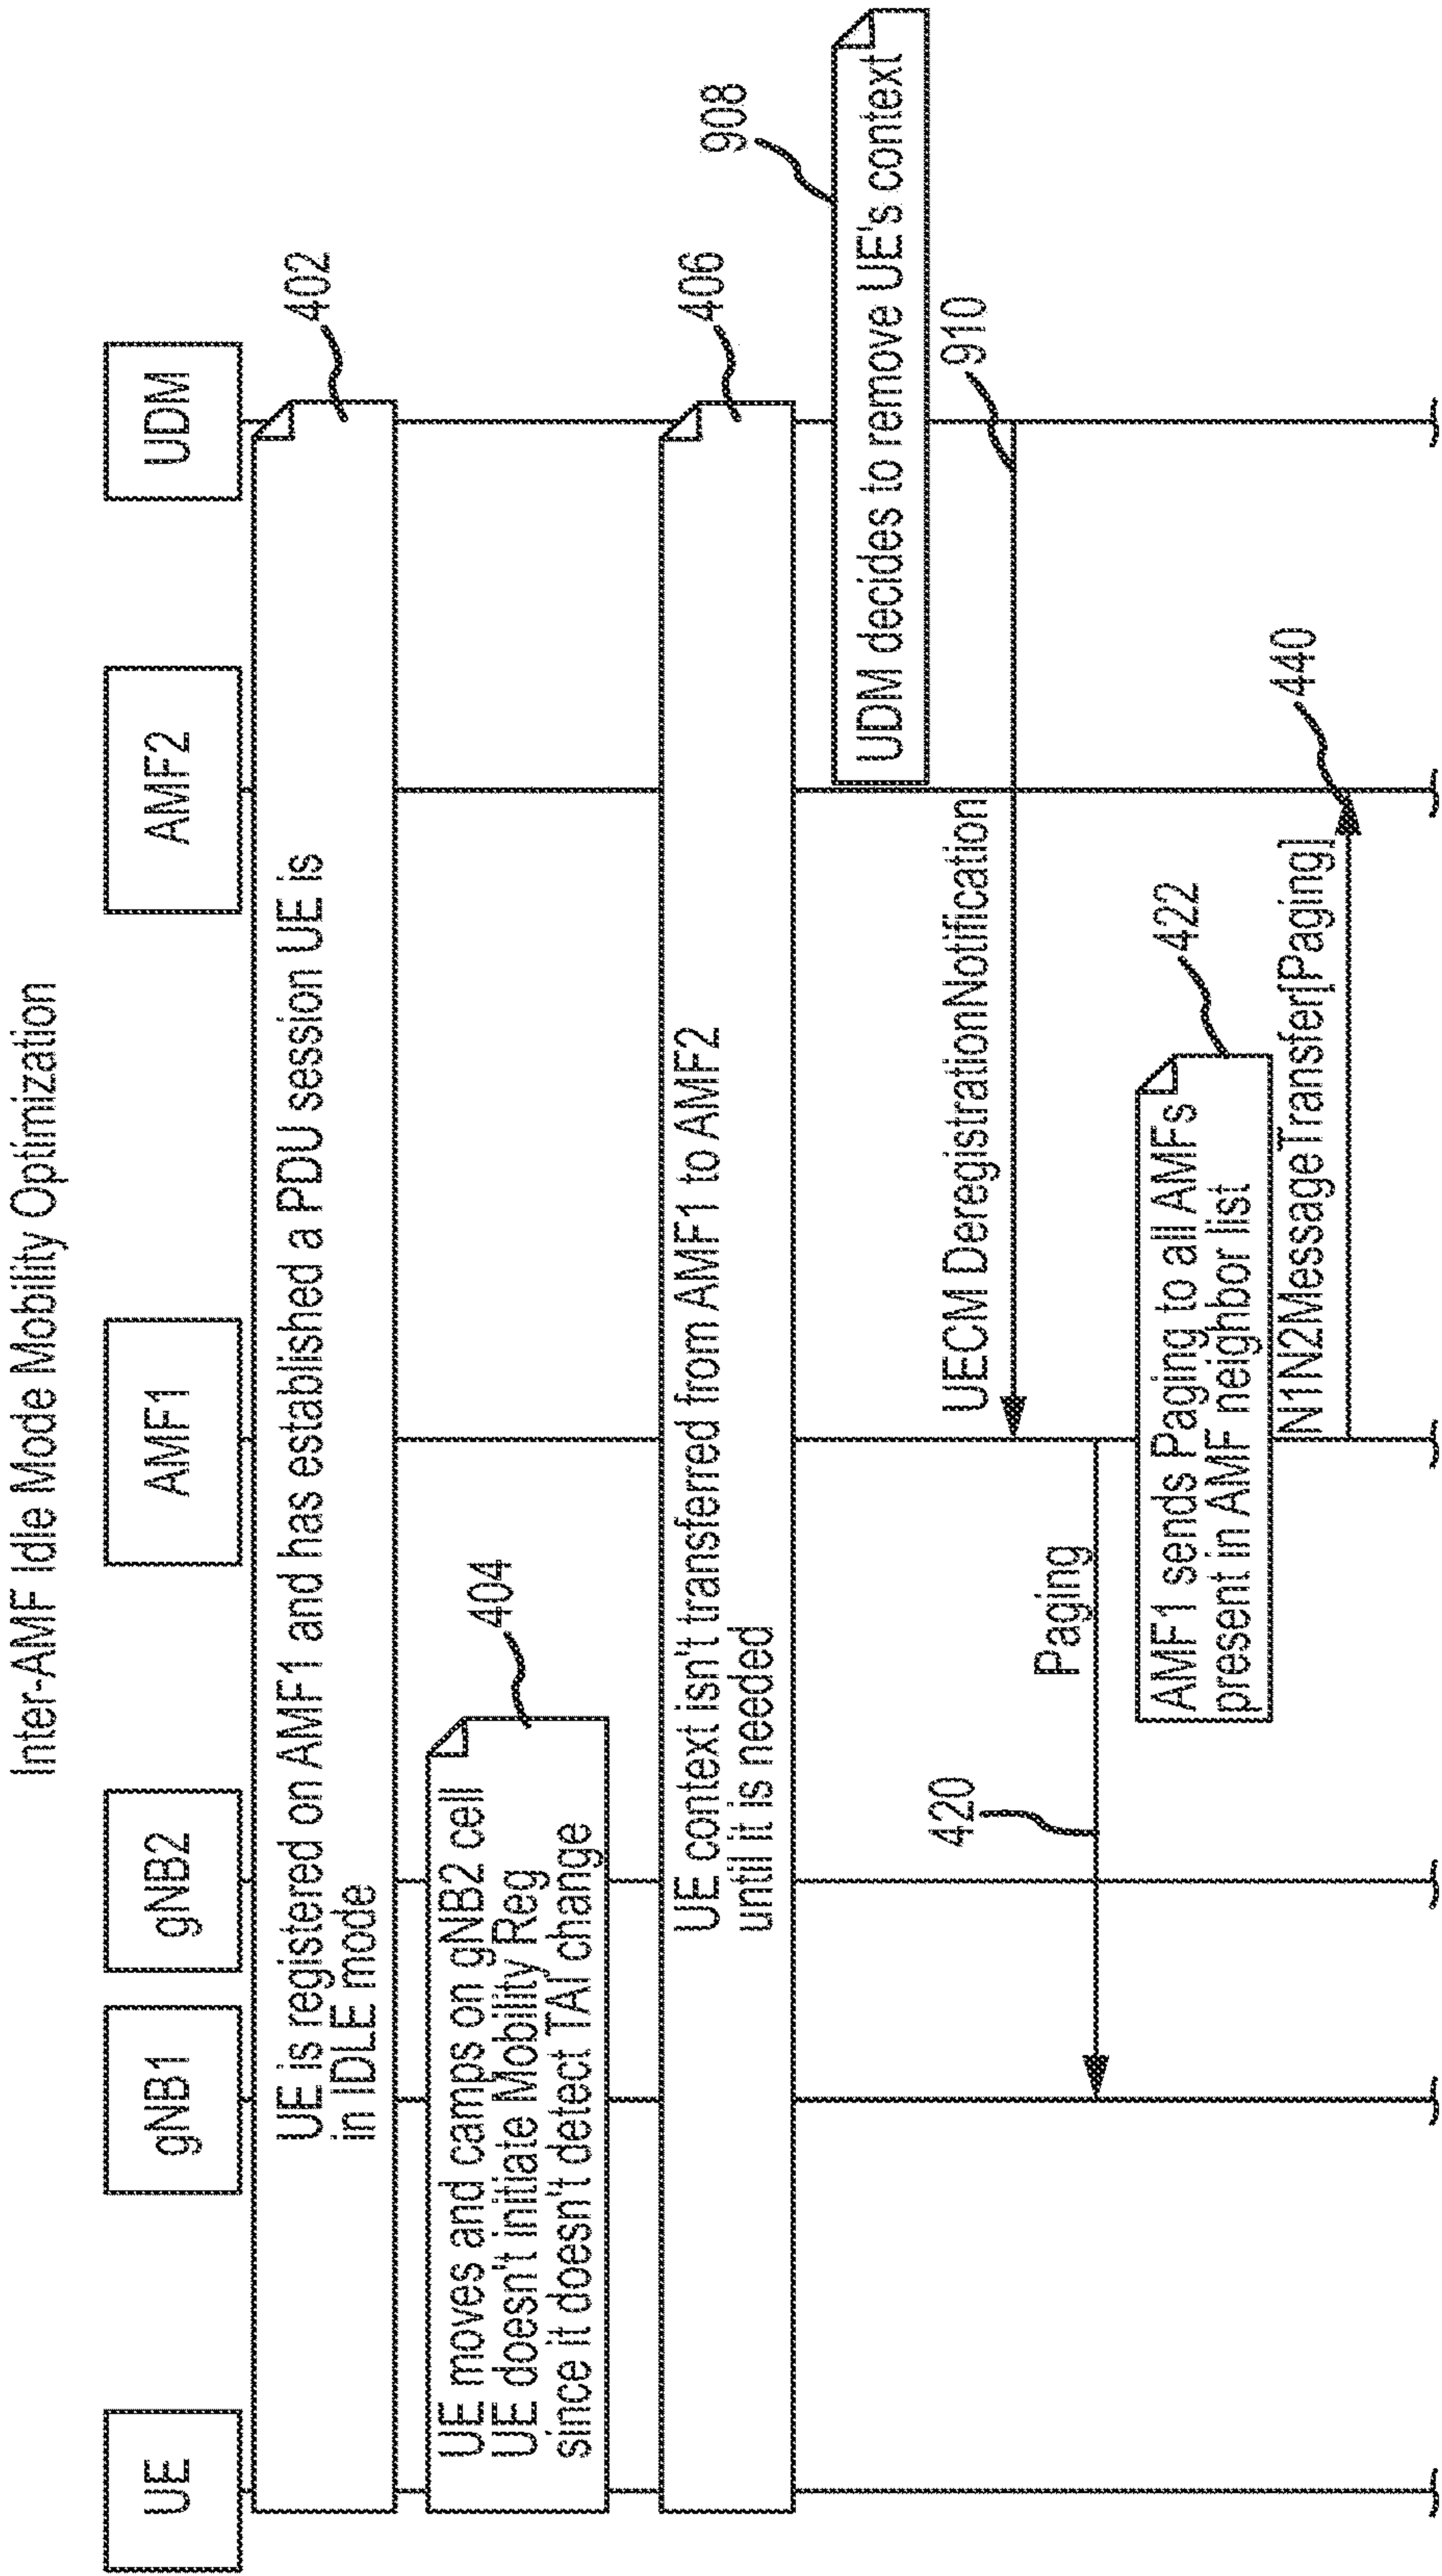 Inter-AMF Idle Mode Mobility Optimization
UE
gNB1
gNB2
AMF1
AMF2
UDM
UE is registered on AMF1 and has established a PDU session UE is
in IDLE mode
402
UE moves and camps on gNB2 cell
UE doesn't initiate Mobility Reg
since it doesn't detect TAI change
404
UE context isn't transferred from AMF1 to AMF2
until it is needed
406
UDM decides to remove UE's context
908
UECM DeregistrationNotification
910
Paging
420
AMF1 sends Paging to all AMFs
present in AMF neighbor list
422
N1N2MessageTransfer[Paging]
440